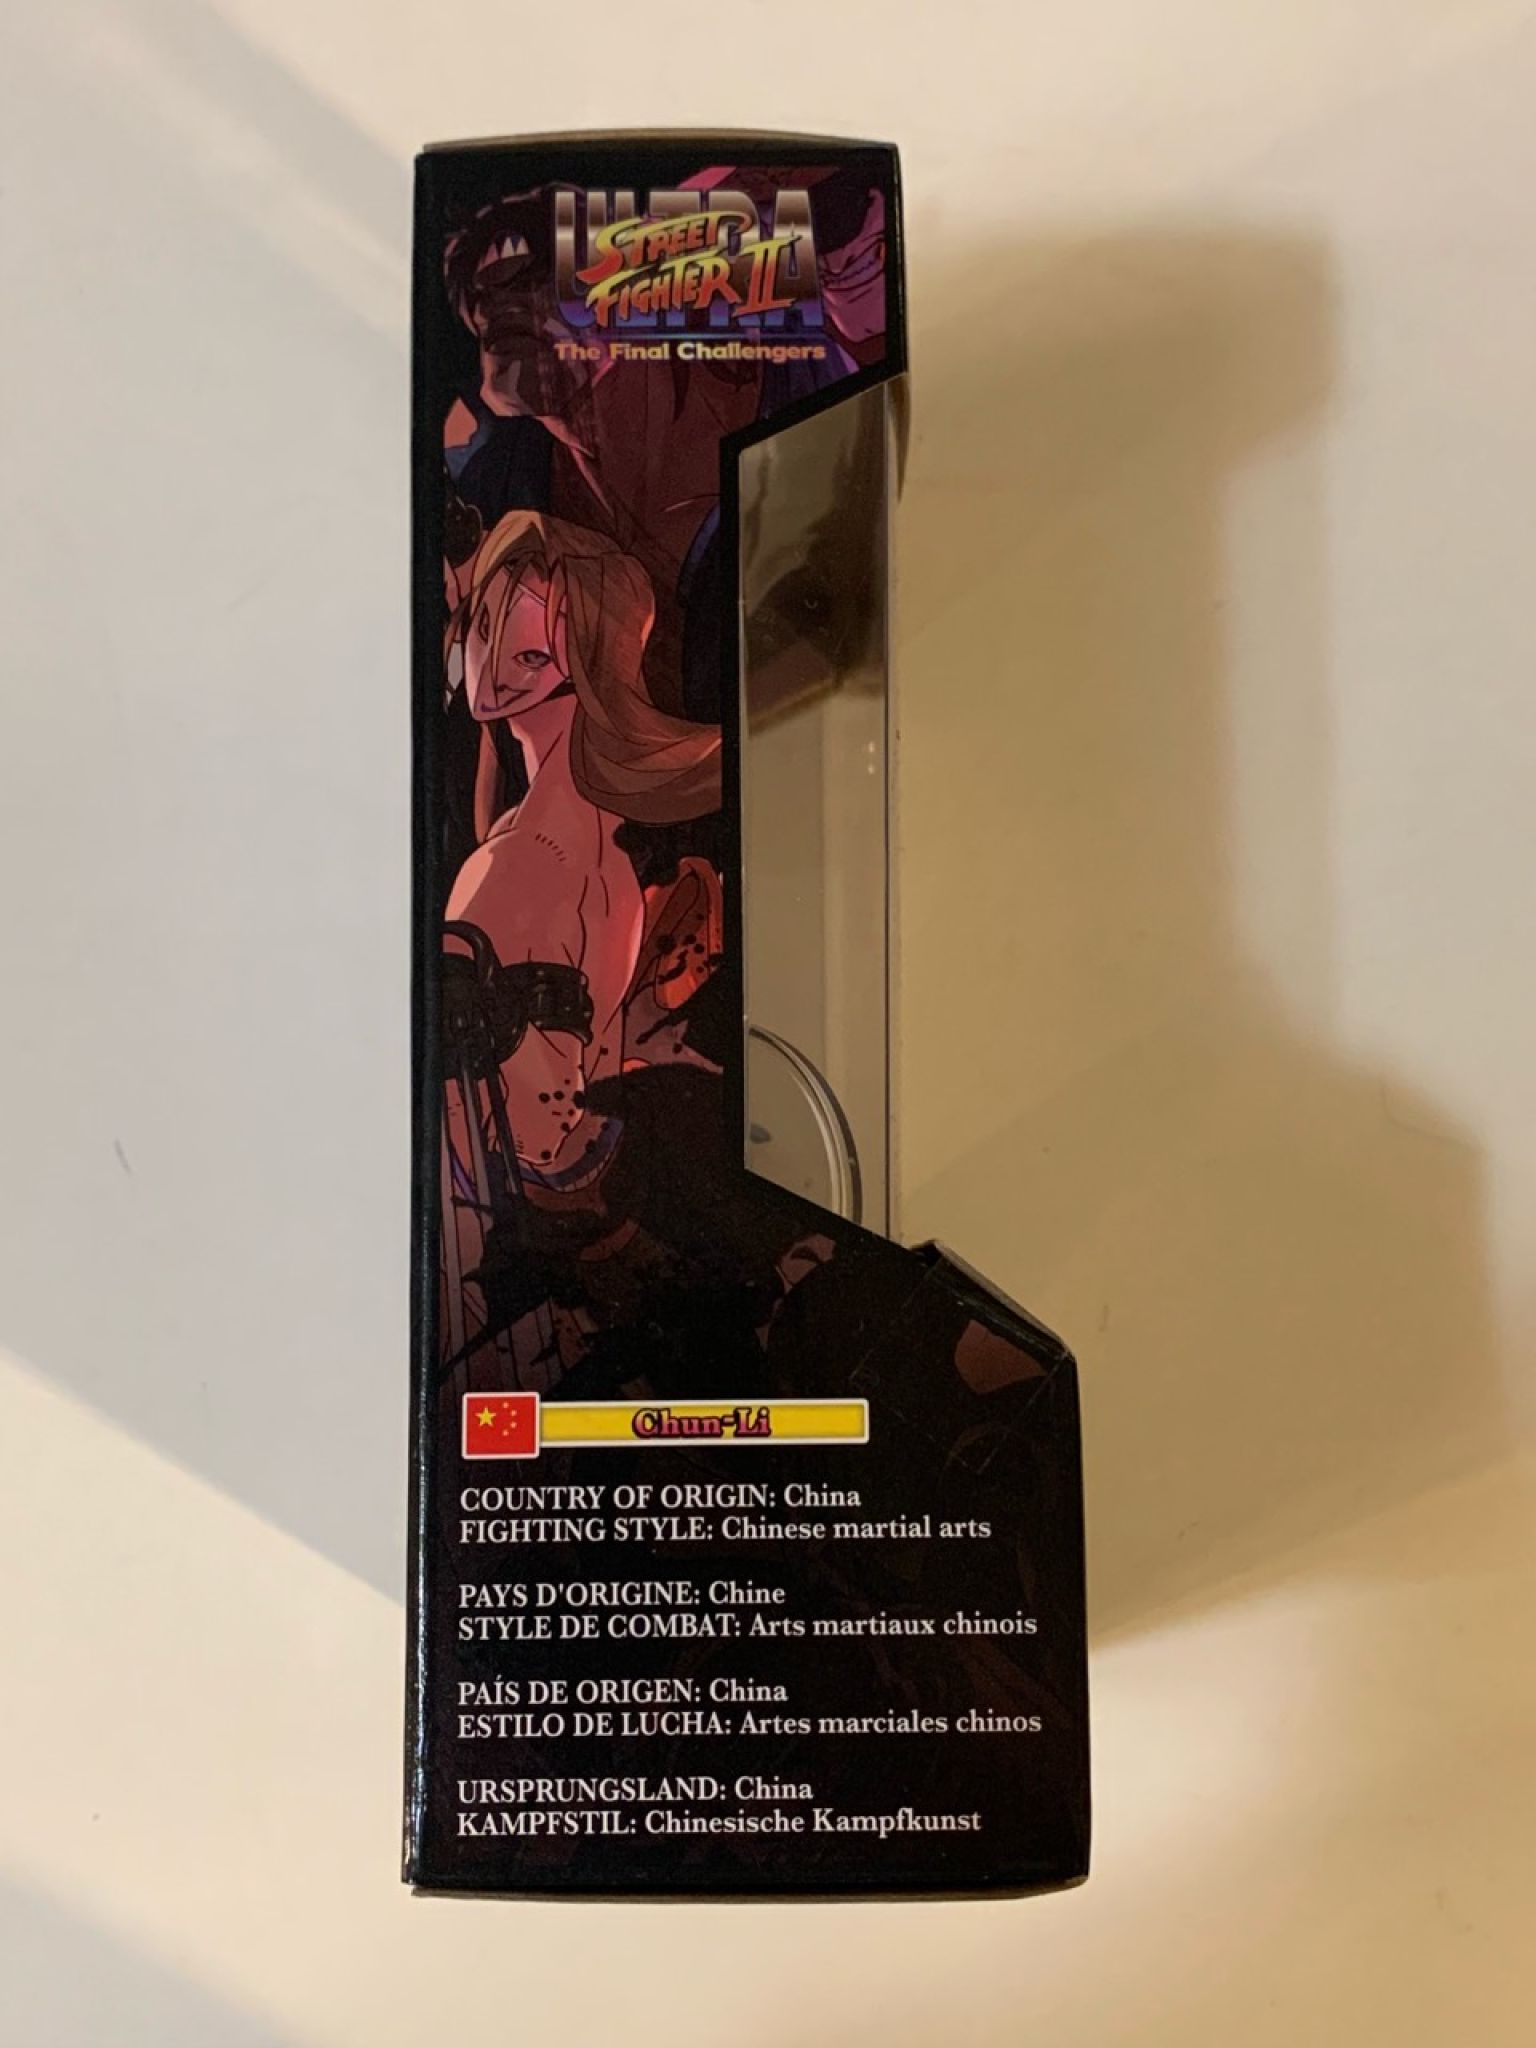 ULTRA
STREET
FIGHTER II
The Final Challengers
Chun-Li
COUNTRY OF ORIGIN: China
FIGHTING STYLE: Chinese martial arts
PAYS D'ORIGINE: Chine
STYLE DE COMBAT: Arts martiaux chinois
PAÍS DE ORIGEN: China
ESTILO DE LUCHA: Artes marciales chinos
URSPRUNGSLAND: China
KAMPFSTIL: Chinesische Kampfkunst